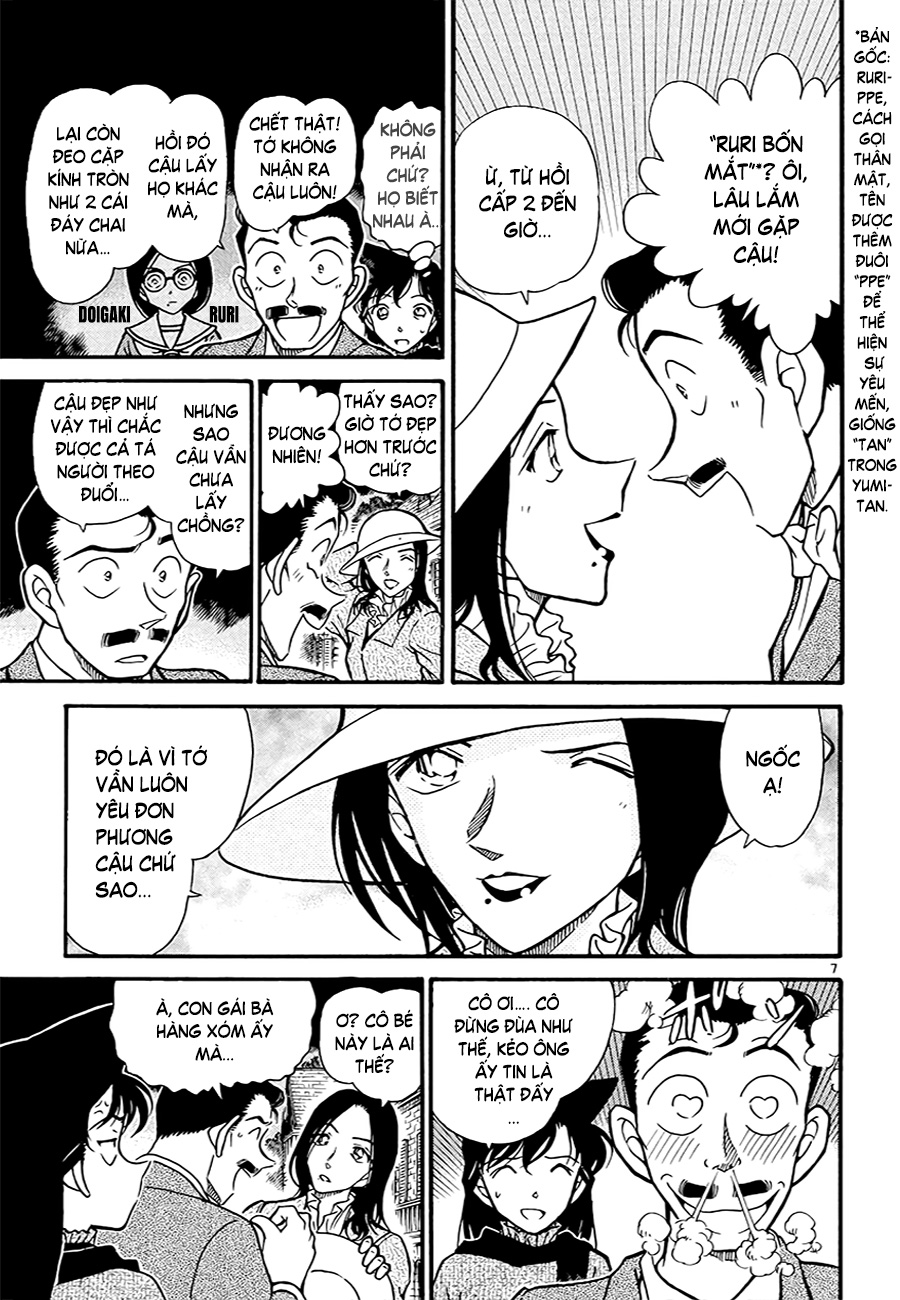 "RURI BỐN
MẮT"*? ÔI,
LÂU LẮM
MỚI GẶP
CẬU!
Ừ, TỪ HỒI
CẤP 2 ĐẾN
GIỜ...
*BẢN
GỐC:
RURI-
PPE,
CÁCH
GỌI
THÂN
MẬT,
TÊN
ĐƯỢC
THÊM
ĐUÔI
"PPE"
ĐỂ
THỂ
HIỆN
SỰ
YÊU
MẾN,
GIỐNG
"TAN"
TRONG
YUMI-
TAN.
KHÔNG
PHẢI
CHỨ?
HỌ BIẾT
NHAU À..
CHẾT THẬT!
TỚ KHÔNG
NHẬN RA
CẬU LUÔN!
HỒI ĐÓ
CẬU LẤY
HỌ KHÁC
MÀ,
LẠI CÒN
ĐEO CẶP
KÍNH TRÒN
NHƯ 2 CÁI
ĐÁY CHAI
NỮA...
DOIGAKI RURI
THẤY SAO?
GIỜ TỚ ĐẸP
HƠN TRƯỚC
CHỨ?
ĐƯƠNG
NHIÊN!
NHƯNG
SAO
CẬU VẪN
CHƯA
LẤY
CHỒNG?
CẬU ĐẸP NHƯ
VẬY THÌ CHẮC
ĐƯỢC CẢ TÁ
NGƯỜI THEO
ĐUỔI...
NGỐC
Ạ!
ĐÓ LÀ VÌ TỚ
VẪN LUÔN
YÊU ĐƠN
PHƯƠNG
CẬU CHỨ
SAO...
7
CÔ ƠI.... CÔ
ĐỪNG ĐÙA NHƯ
THẾ, KẺO ÔNG
ẤY TIN LÀ
THẬT ĐẤY
...
Ơ? CÔ BÉ
NÀY LÀ AI
THẾ?
À, CON GÁI BÀ
HÀNG XÓM ẤY
MÀ...